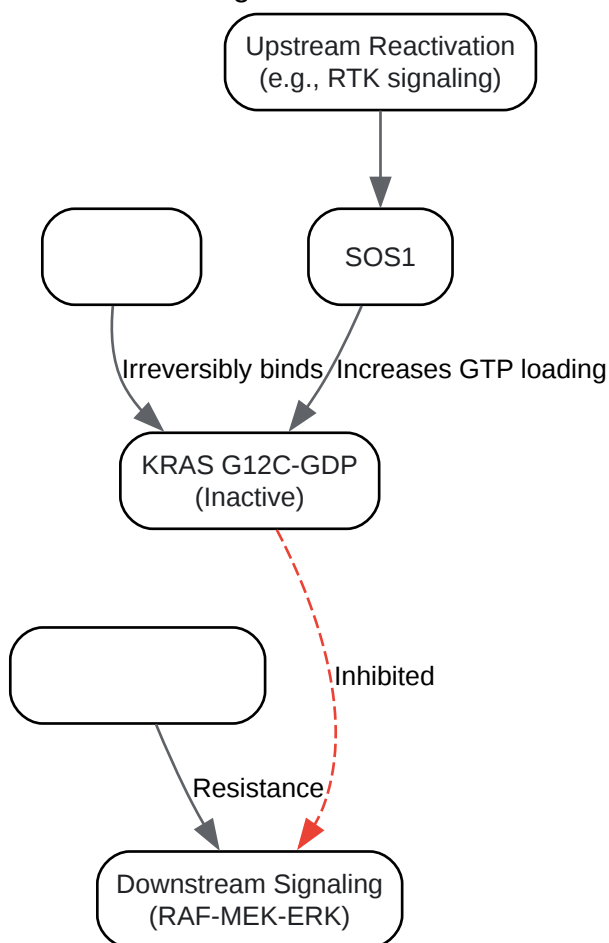 Upstream Reactivation
(e.g., RTK signaling)
SOS1
Irreversibly binds
Increases GTP loading
KRAS G12C-GDP
(Inactive)
Inhibited
Resistance
Downstream Signaling
(RAF-MEK-ERK)